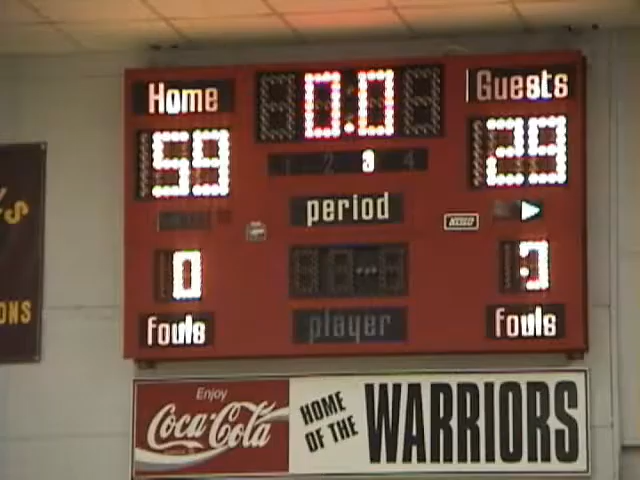 Home
0.0
Guests
59
1 2 3 4
29
period
0
fouls
player
fouls
Enjoy
Coca-Cola
HOME
OF THE
WARRIORS
ONS